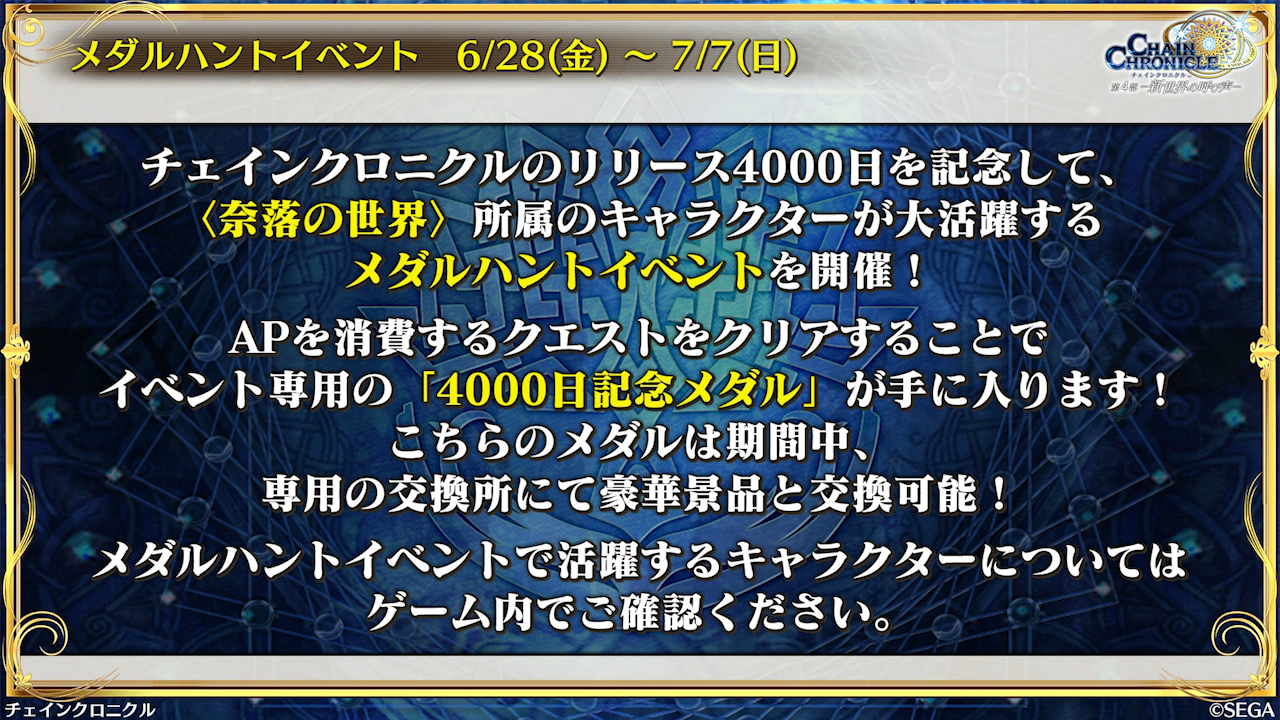 メダルハントイベント　6/28(金) ～ 7/7(日)
CHAIN CHRONICLE
チェインクロニクル
第4部 ―新世界の呼び声―
チェインクロニクルのリリース4000日を記念して、
〈奈落の世界〉所属のキャラクターが大活躍する
メダルハントイベントを開催！
APを消費するクエストをクリアすることで
イベント専用の「4000日記念メダル」が手に入ります！
こちらのメダルは期間中、
専用の交換所にて豪華景品と交換可能！
メダルハントイベントで活躍するキャラクターについては
ゲーム内でご確認ください。
チェインクロニクル
©SEGA